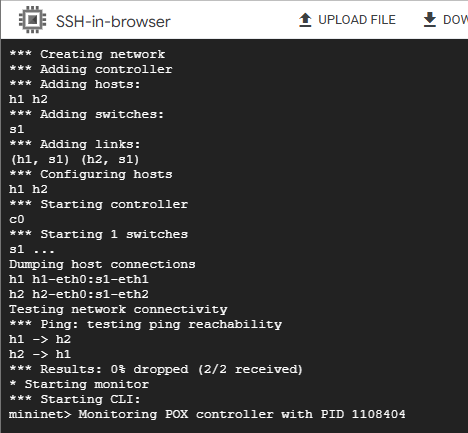 SSH-in-browser
UPLOAD FILE
DOW
*** Creating network
*** Adding controller
*** Adding hosts:
h1 h2
*** Adding switches:
s1
*** Adding links:
(h1, s1) (h2, s1)
*** Configuring hosts
h1 h2
*** Starting controller
c0
*** Starting 1 switches
s1 ...
Dumping host connections
h1 h1-eth0:s1-eth1
h2 h2-eth0:s1-eth2
Testing network connectivity
*** Ping: testing ping reachability
h1 -> h2
h2 -> h1
*** Results: 0% dropped (2/2 received)
* Starting monitor
*** Starting CLI:
mininet> Monitoring POX controller with PID 1108404